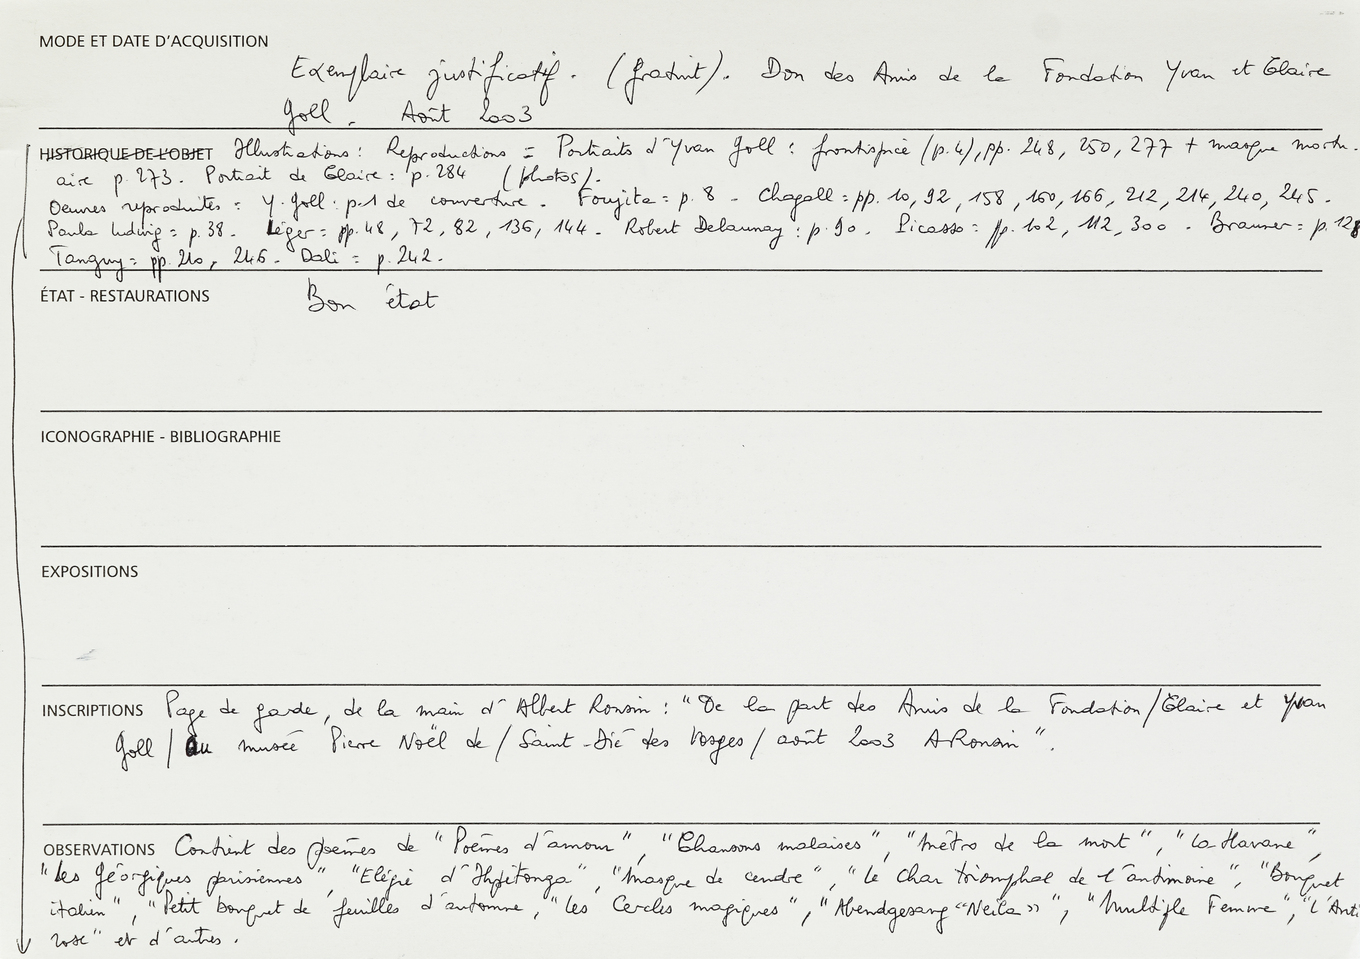 MODE ET DATE D'ACQUISITION
Exemplaire justificatif. (gratuit). Don des Amis de la Fondation Yvan et Claire
Goll. Août 2003
HISTORIQUE DE L'OBJET Illustrations : Reproductions = Portraits d'Yvan Goll : frontispice (p.4), pp. 248, 250, 277 + masque mortu-
aire p. 273. Portrait de Claire = p. 284 (photos).
Oeuvres reproduites = Y. Goll : p.1 de couverture. Foujita = p. 8 - Chagall = pp. 10, 92, 158, 160, 166, 212, 214, 240, 245.
Paula Ludwig = p. 38. Léger = pp. 48, 72, 82, 136, 144. Robert Delaunay : p. 90. Picasso = pp. 102, 112, 300. Brauner = p. 128
Tanguy = pp. 210, 246. Dali = p. 242.
ÉTAT - RESTAURATIONS Bon état
ICONOGRAPHIE - BIBLIOGRAPHIE
EXPOSITIONS
INSCRIPTIONS Page de garde, de la main d'Albert Ronsin : "De la part des Amis de la Fondation/Claire et Yvan
Goll / au musée Pierre Noël de / Saint-Dié des Vosges / août 2003 A Ronsin".
OBSERVATIONS Contient des poèmes de "Poèmes d'amour", "Chansons malaises", "Métro de la mort", "La Havane",
"Les Géorgiques parisiennes", "Elégie d'Ihpétonga", "Masque de cendre", "Le Char triomphal de l'antimoine", "Bouquet
italien", "Petit bouquet de feuilles d'automne, "Les Cercles magiques", "Abendgesang "Neila»", "Multiple Femme", "L'Anti
rose" et d'autres.